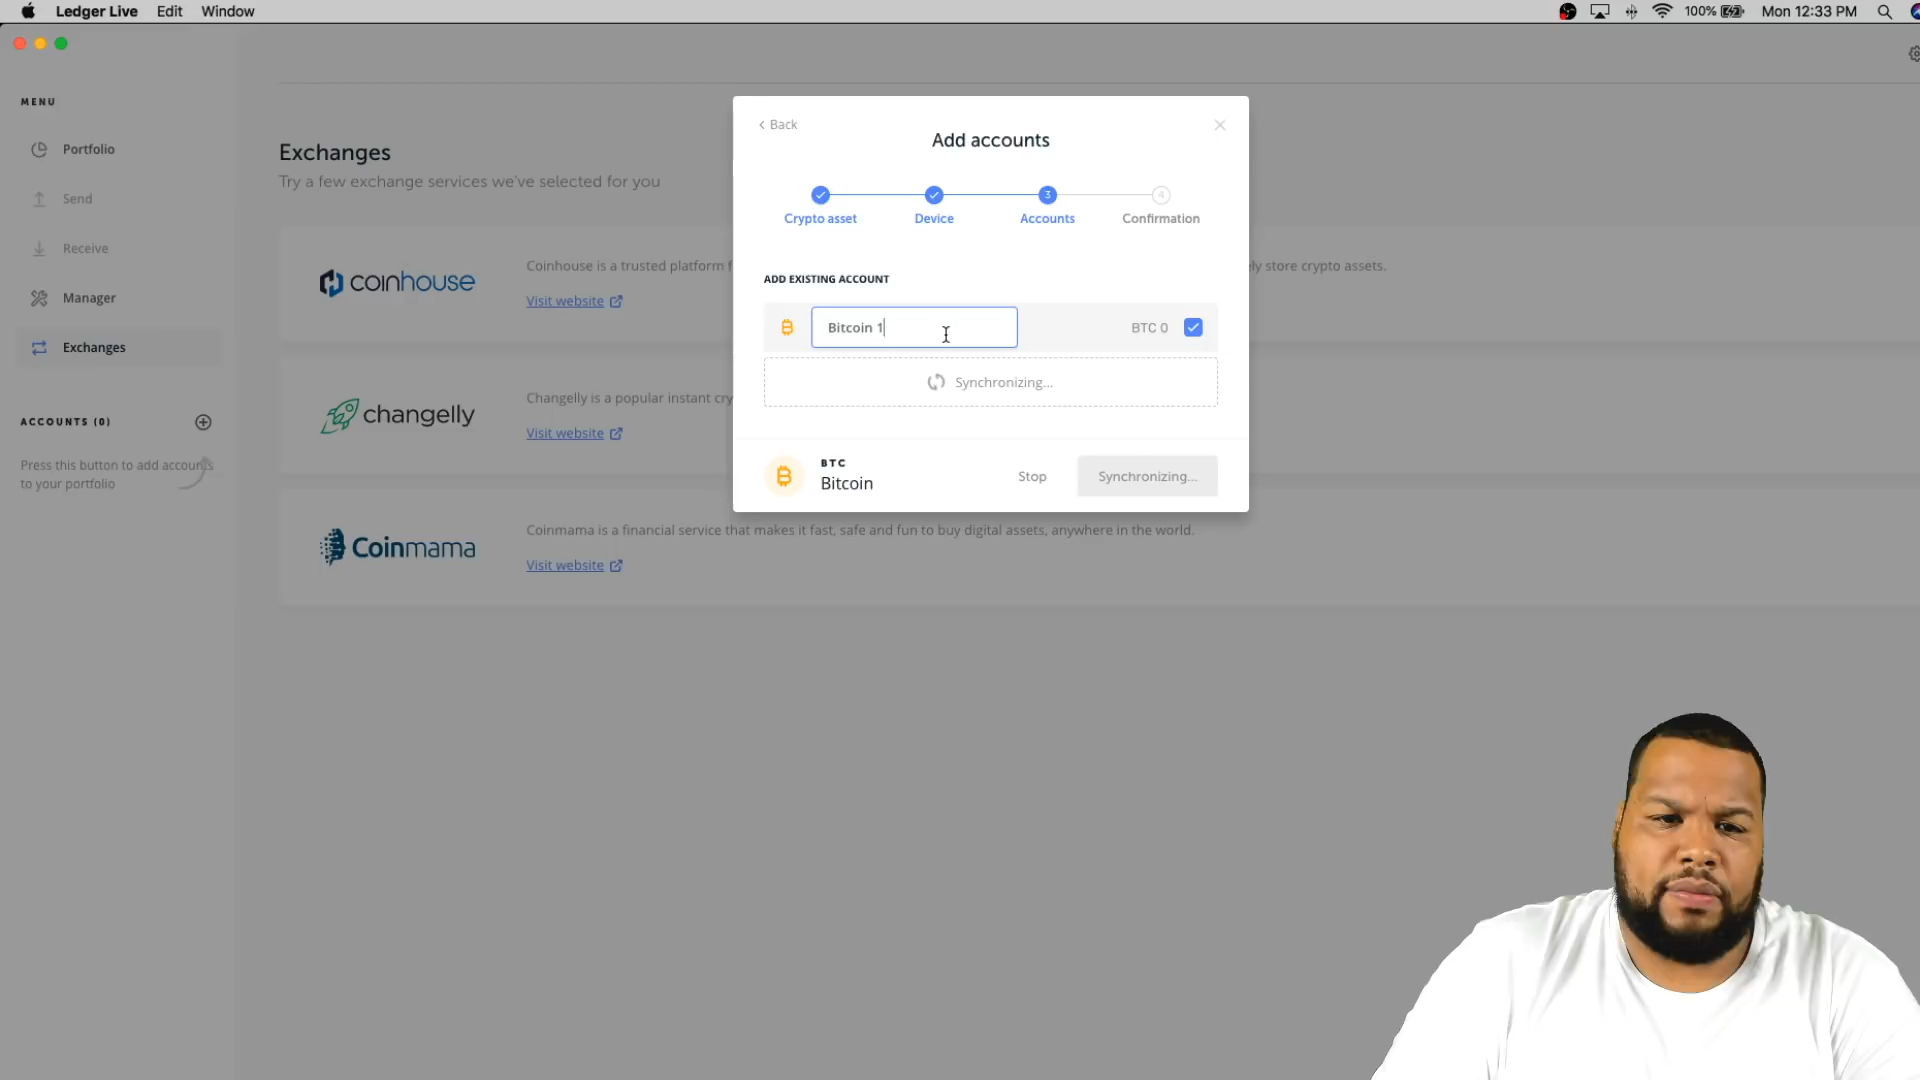 Ledger Live Edit Window 100% Mon 12:33 PM
MENU
Portfolio
Send
Receive
Manager
Exchanges
ACCOUNTS (0)
Press this button to add accounts
to your portfolio
Exchanges
Try a few exchange services we've selected for you
coinhouse
Coinhouse is a trusted platform f
ly store crypto assets.
Visit website
changelly
Changelly is a popular instant cry
Visit website
Coinmama
Coinmama is a financial service that makes it fast, safe and fun to buy digital assets, anywhere in the world.
Visit website
Back
Add accounts
3 4
Crypto asset Device Accounts Confirmation
ADD EXISTING ACCOUNT
Bitcoin 1 BTC 0
Synchronizing...
BTC
Bitcoin
Stop Synchronizing...